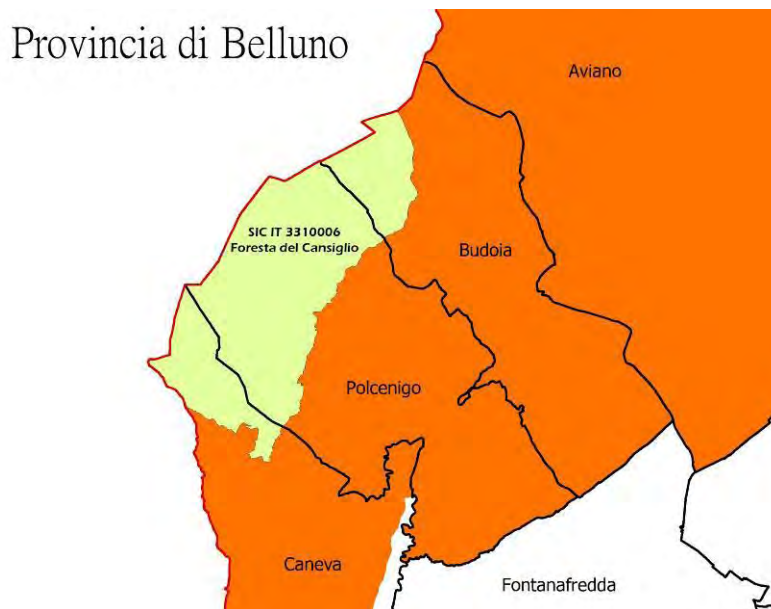 Provincia di Belluno
Aviano
SIC IT 3310006
Foresta del Cansiglio
Budoia
Polcenigo
Caneva
Fontanafredda